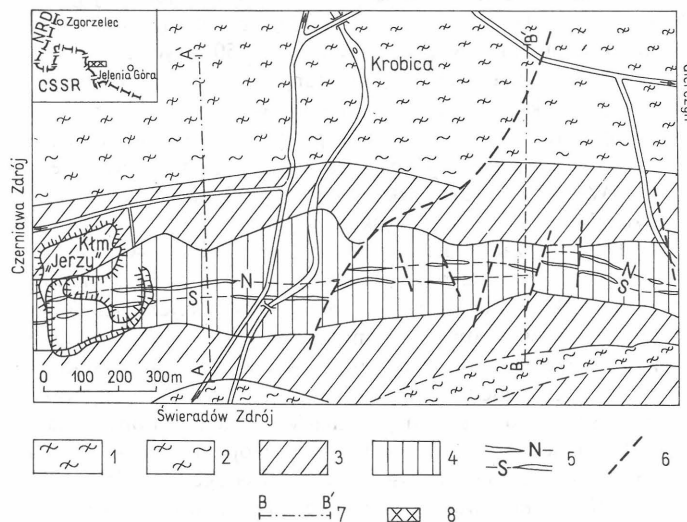 NRD
Zgorzelec
CSSR
Jelenia Góra
A'
Krobica
B'
Czerniawa Zdrój
Kłm.
"Jerzy"
N
S
N
S
0 100 200 300m
A
B
Świeradów Zdrój
1 2 3 4 N S 5 6
B B' 7 8